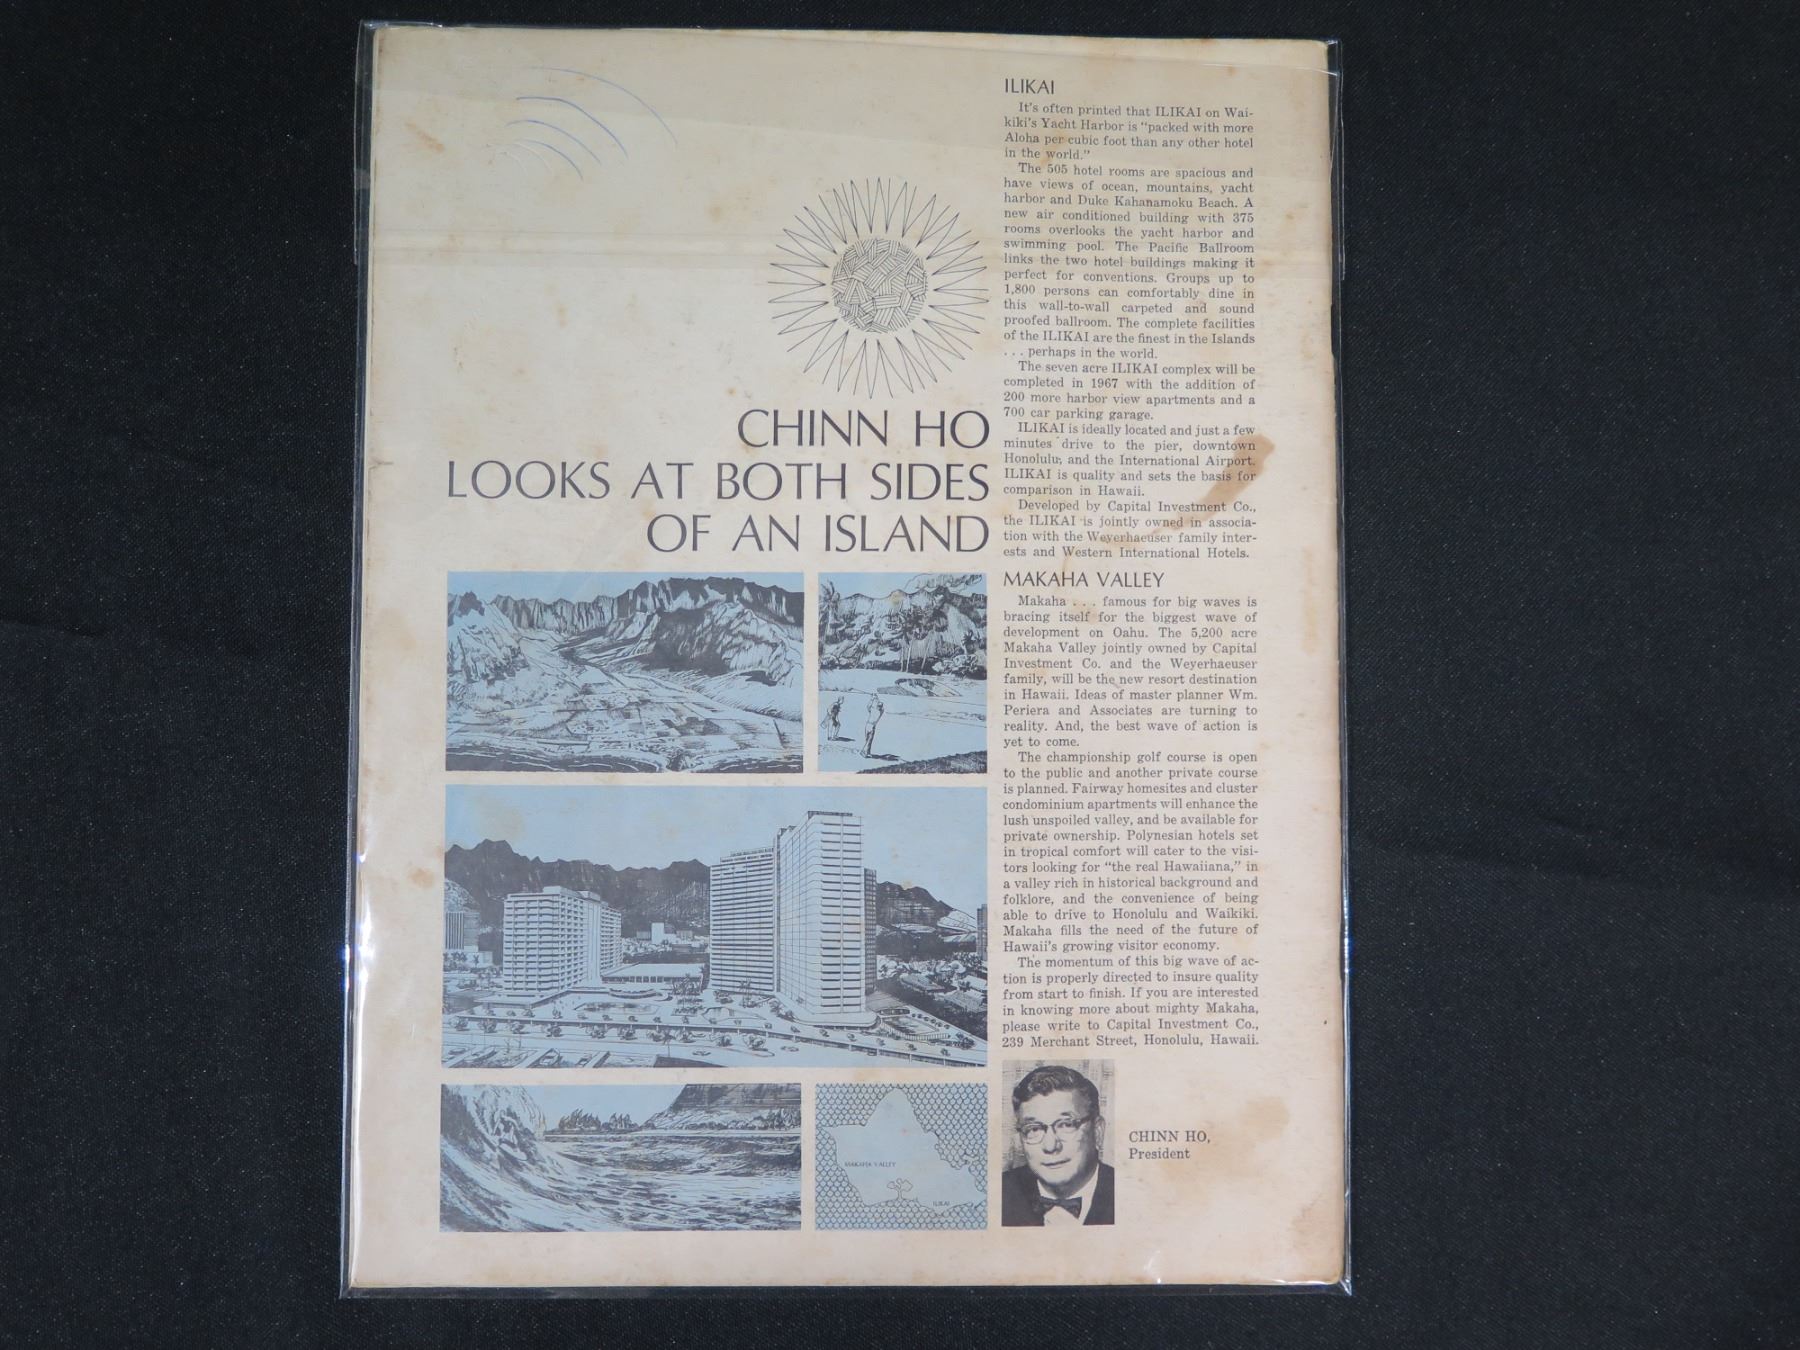 CHINN HO
LOOKS AT BOTH SIDES
OF AN ISLAND
ILIKAI
It's often printed that ILIKAI on Wai-
kiki's Yacht Harbor is "packed with more
Aloha per cubic foot than any other hotel
in the world."
The 505 hotel rooms are spacious and
have views of ocean, mountains, yacht
harbor and Duke Kahanamoku Beach. A
new air conditioned building with 375
rooms overlooks the yacht harbor and
swimming pool. The Pacific Ballroom
links the two hotel buildings making it
perfect for conventions. Groups up to
1,800 persons can comfortably dine in
this wall-to-wall carpeted and sound
proofed ballroom. The complete facilities
of the ILIKAI are the finest in the Islands
. . . perhaps in the world.
The seven acre ILIKAI complex will be
completed in 1967 with the addition of
200 more harbor view apartments and a
700 car parking garage.
ILIKAI is ideally located and just a few
minutes drive to the pier, downtown
Honolulu, and the International Airport.
ILIKAI is quality and sets the basis for
comparison in Hawaii.
Developed by Capital Investment Co.,
the ILIKAI is jointly owned in associa-
tion with the Weyerhaeuser family inter-
ests and Western International Hotels.
MAKAHA VALLEY
Makaha . . . famous for big waves is
bracing itself for the biggest wave of
development on Oahu. The 5,200 acre
Makaha Valley jointly owned by Capital
Investment Co. and the Weyerhaeuser
family, will be the new resort destination
in Hawaii. Ideas of master planner Wm.
Periera and Associates are turning to
reality. And, the best wave of action is
yet to come.
The championship golf course is open
to the public and another private course
is planned. Fairway homesites and cluster
condominium apartments will enhance the
lush unspoiled valley, and be available for
private ownership. Polynesian hotels set
in tropical comfort will cater to the visi-
tors looking for "the real Hawaiiana," in
a valley rich in historical background and
folklore, and the convenience of being
able to drive to Honolulu and Waikiki.
Makaha fills the need of the future of
Hawaii's growing visitor economy.
The momentum of this big wave of ac-
tion is properly directed to insure quality
from start to finish. If you are interested
in knowing more about mighty Makaha,
please write to Capital Investment Co.,
239 Merchant Street, Honolulu, Hawaii.
MAKAHA VALLEY
ILIKAI
CHINN HO,
President